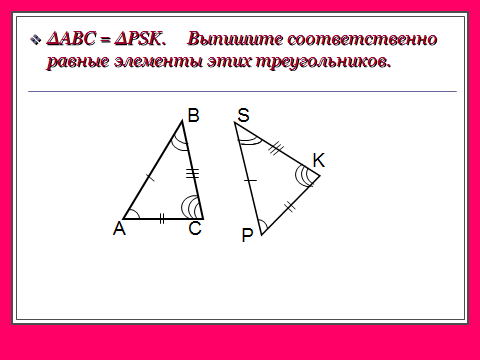 ΔABC = ΔPSK. Выпишите соответственно
равные элементы этих треугольников.
B
S
K
A
C
P